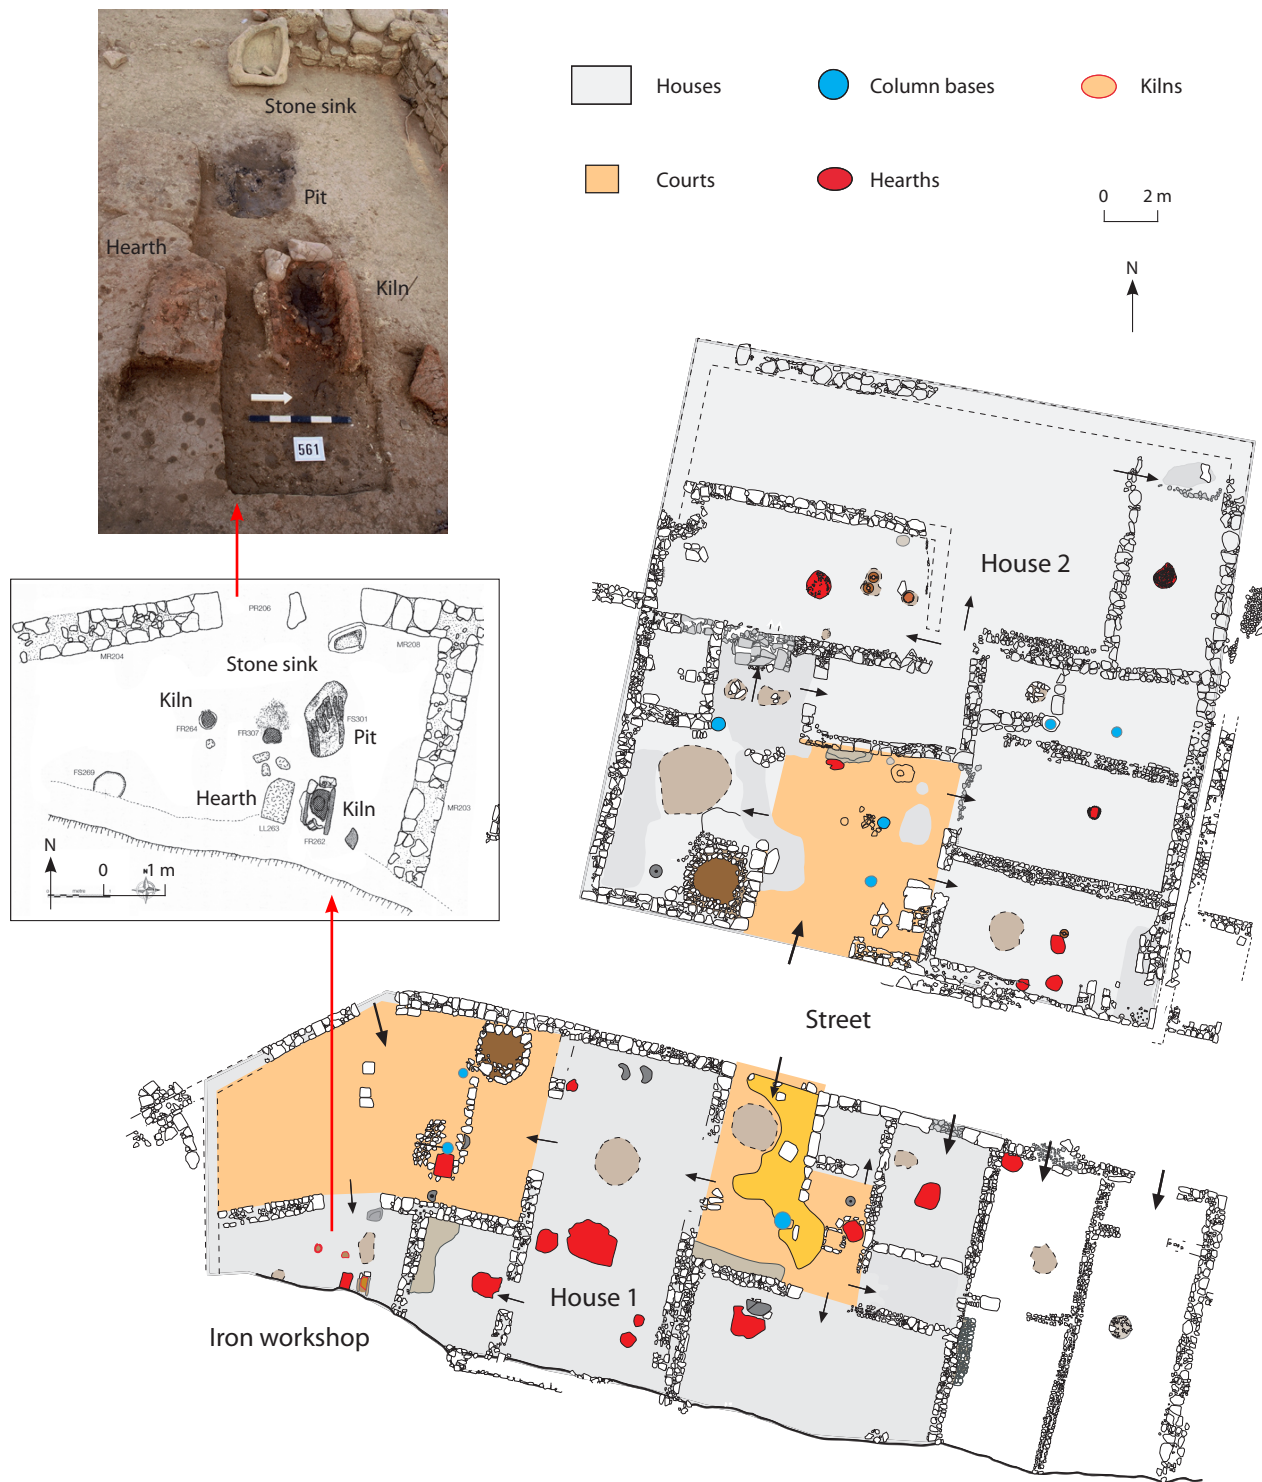 Stone sink
Pit
Hearth
Kiln
561
Houses
Column bases
Kilns
Courts
Hearths
0 2 m
N
PR206
MR204
MR208
Stone sink
Kiln
FR264
FR307
FS301
Pit
FS269
Hearth
Kiln
MR203
LL263
FR262
N
0 1 m
House 2
Street
House 1
Iron workshop